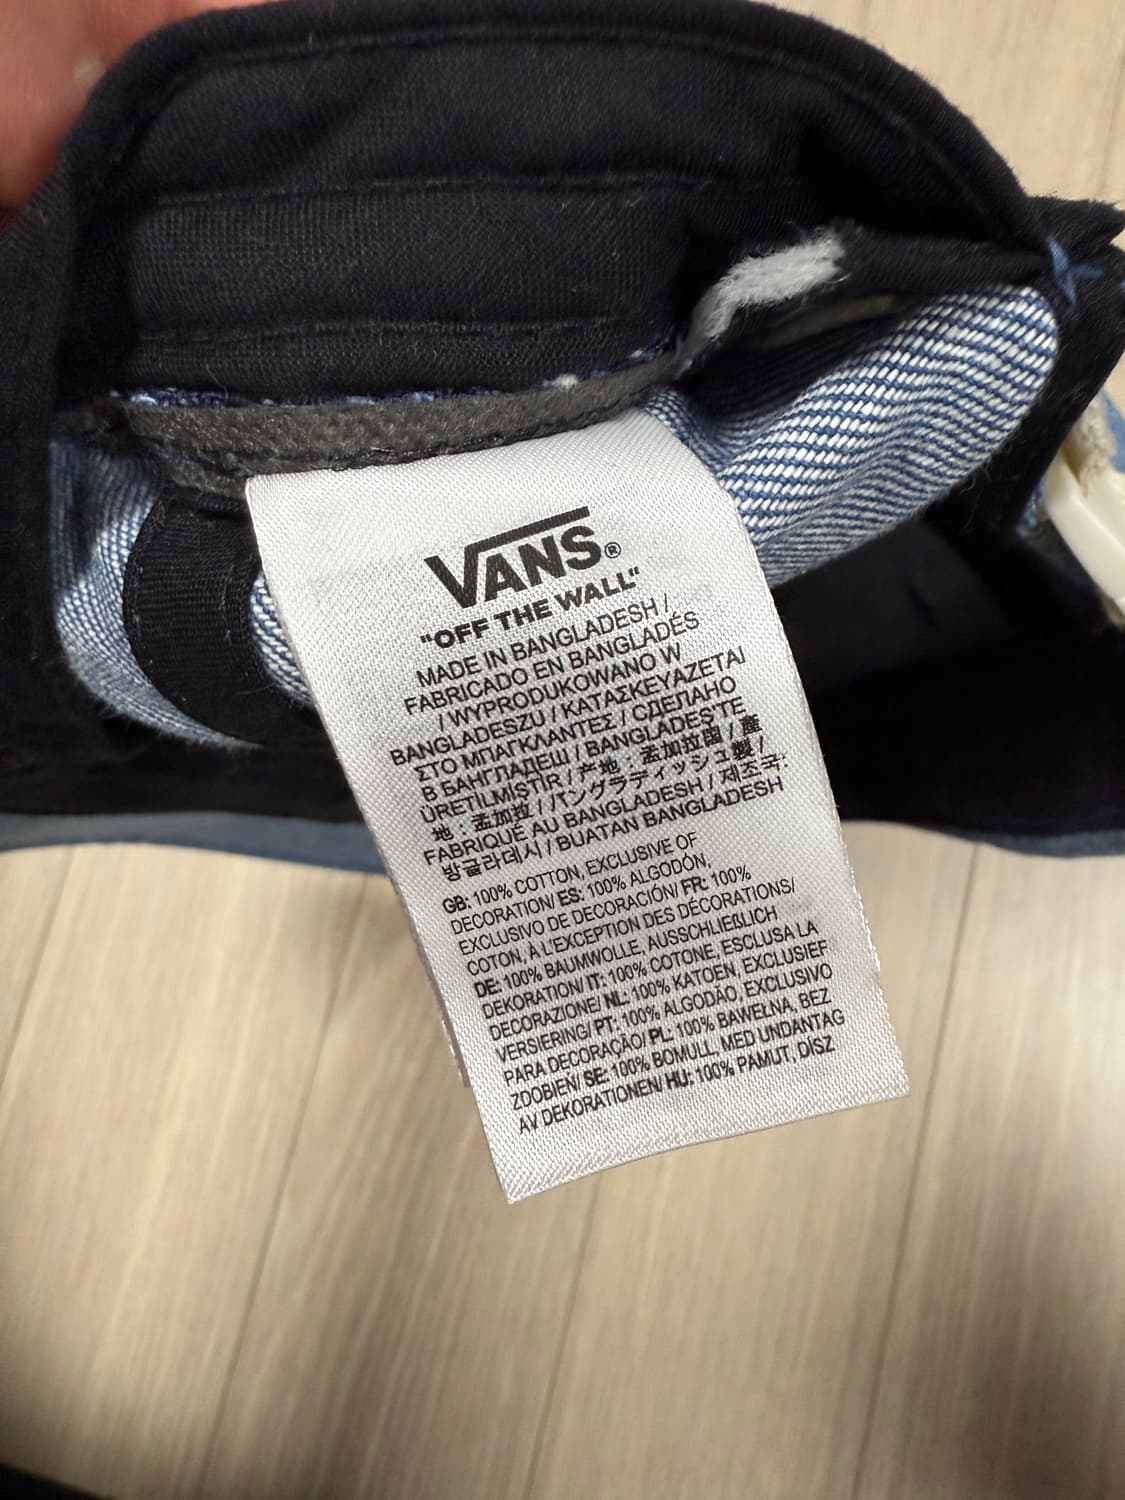 VANS®
"OFF THE WALL"
MADE IN BANGLADESH /
FABRICADO EN BANGLADÉS
/ WYPRODUKOWANO W
BANGLADESZU / ΚΑΤΑΣΚΕΥΑΖΕΤΑΙ
ΣΤΟ ΜΠΑΓΚΛΑΝΤΕΣ / СДЕЛАНО
В БАНГЛАДЕШ / BANGLADEŞ'TE
ÜRETİLMİŞTİR / 产地 : 孟加拉国 / 產
地 : 孟加拉 / バングラディッシュ製 /
FABRIQUÉ AU BANGLADESH / 제조국:
방글라데시 / BUATAN BANGLADESH
GB: 100% COTTON, EXCLUSIVE OF
DECORATION/ ES: 100% ALGODÓN,
EXCLUSIVO DE DECORACIÓN/ FR: 100%
COTON, À L'EXCEPTION DES DÉCORATIONS/
DE: 100% BAUMWOLLE, AUSSCHLIEßLICH
DEKORATION/ IT: 100% COTONE, ESCLUSA LA
DECORAZIONE/ NL: 100% KATOEN, EXCLUSIEF
VERSIERING/ PT: 100% ALGODÃO, EXCLUSIVO
PARA DECORAÇÃO/ PL: 100% BAWEŁNA, BEZ
ZDOBIEŃ/ SE: 100% BOMULL, MED UNDANTAG
AV DEKORATIONEN/ HU: 100% PAMUT, DÍSZ